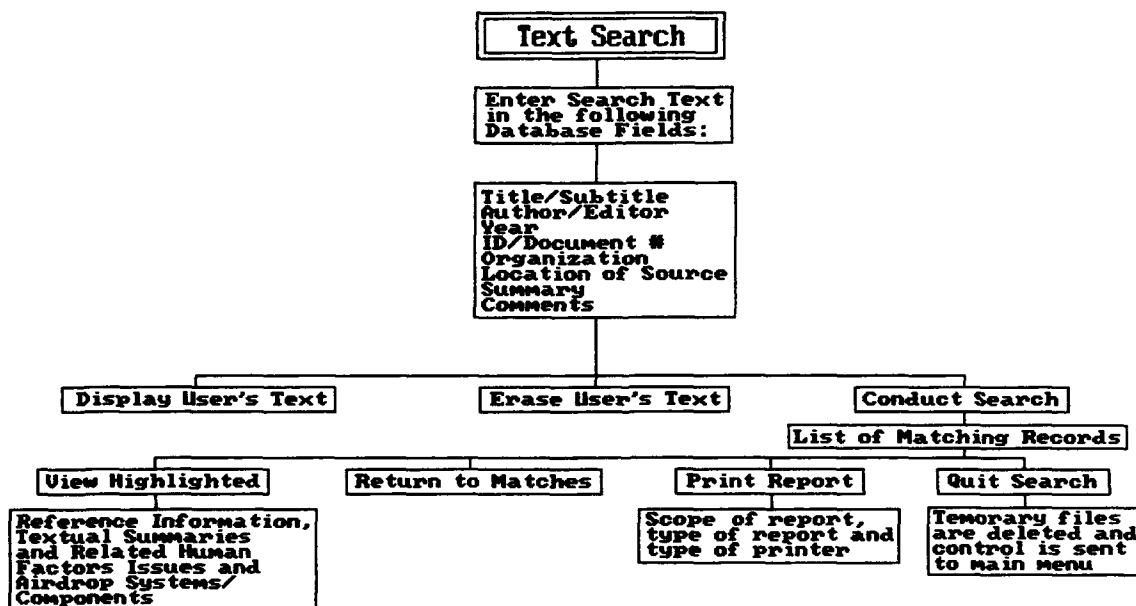 Text Search
Enter Search Text
in the following
Database Fields:
Title/Subtitle
Author/Editor
Year
ID/Document #
Organization
Location of Source
Summary
Comments
Display User's Text
Erase User's Text
Conduct Search
List of Matching Records
View Highlighted
Return to Matches
Print Report
Quit Search
Reference Information,
Textual Summaries
and Related Human
Factors Issues and
Airdrop Systems/
Components
Scope of report,
type of report and
type of printer
Temorary files
are deleted and
control is sent
to main menu